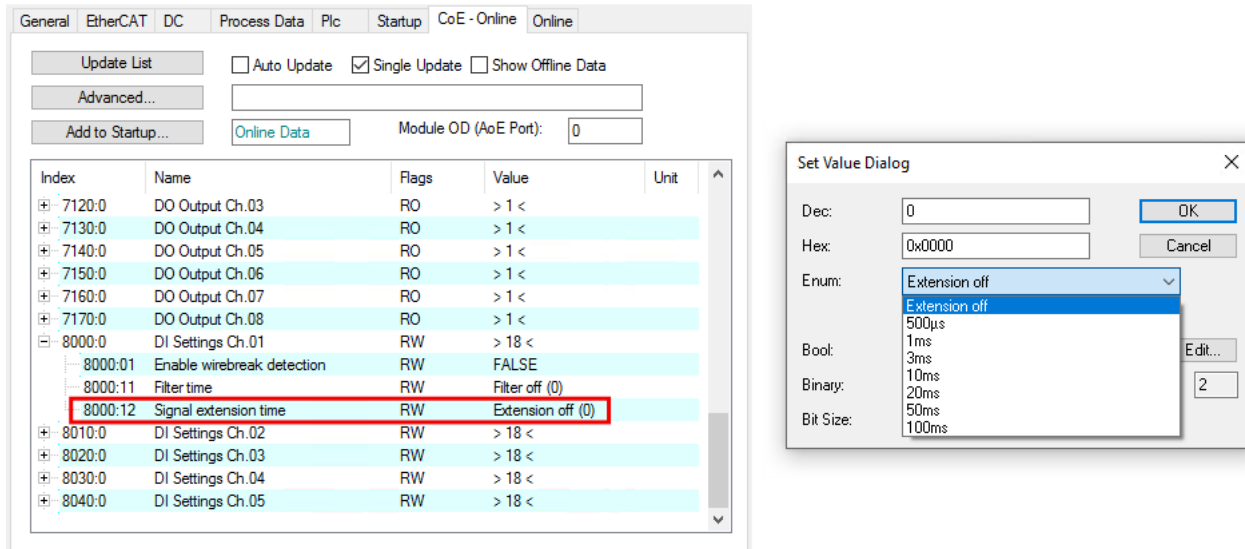 General EtherCAT DC Process Data Plc Startup CoE - Online Online
Update List Auto Update Single Update Show Offline Data
Advanced...
Add to Startup... Online Data Module OD (AoE Port): 0
Index Name Flags Value Unit
7120:0 DO Output Ch.03 RO > 1 <
7130:0 DO Output Ch.04 RO > 1 <
7140:0 DO Output Ch.05 RO > 1 <
7150:0 DO Output Ch.06 RO > 1 <
7160:0 DO Output Ch.07 RO > 1 <
7170:0 DO Output Ch.08 RO > 1 <
8000:0 DI Settings Ch.01 RW > 18 <
8000:01 Enable wirebreak detection RW FALSE
8000:11 Filter time RW Filter off (0)
8000:12 Signal extension time RW Extension off (0)
8010:0 DI Settings Ch.02 RW > 18 <
8020:0 DI Settings Ch.03 RW > 18 <
8030:0 DI Settings Ch.04 RW > 18 <
8040:0 DI Settings Ch.05 RW > 18 <
Set Value Dialog
Dec: 0 OK
Hex: 0x0000 Cancel
Enum: Extension off
Extension off
500µs
1ms
Bool: 3ms Edit...
10ms
Binary: 20ms 2
50ms
Bit Size: 100ms